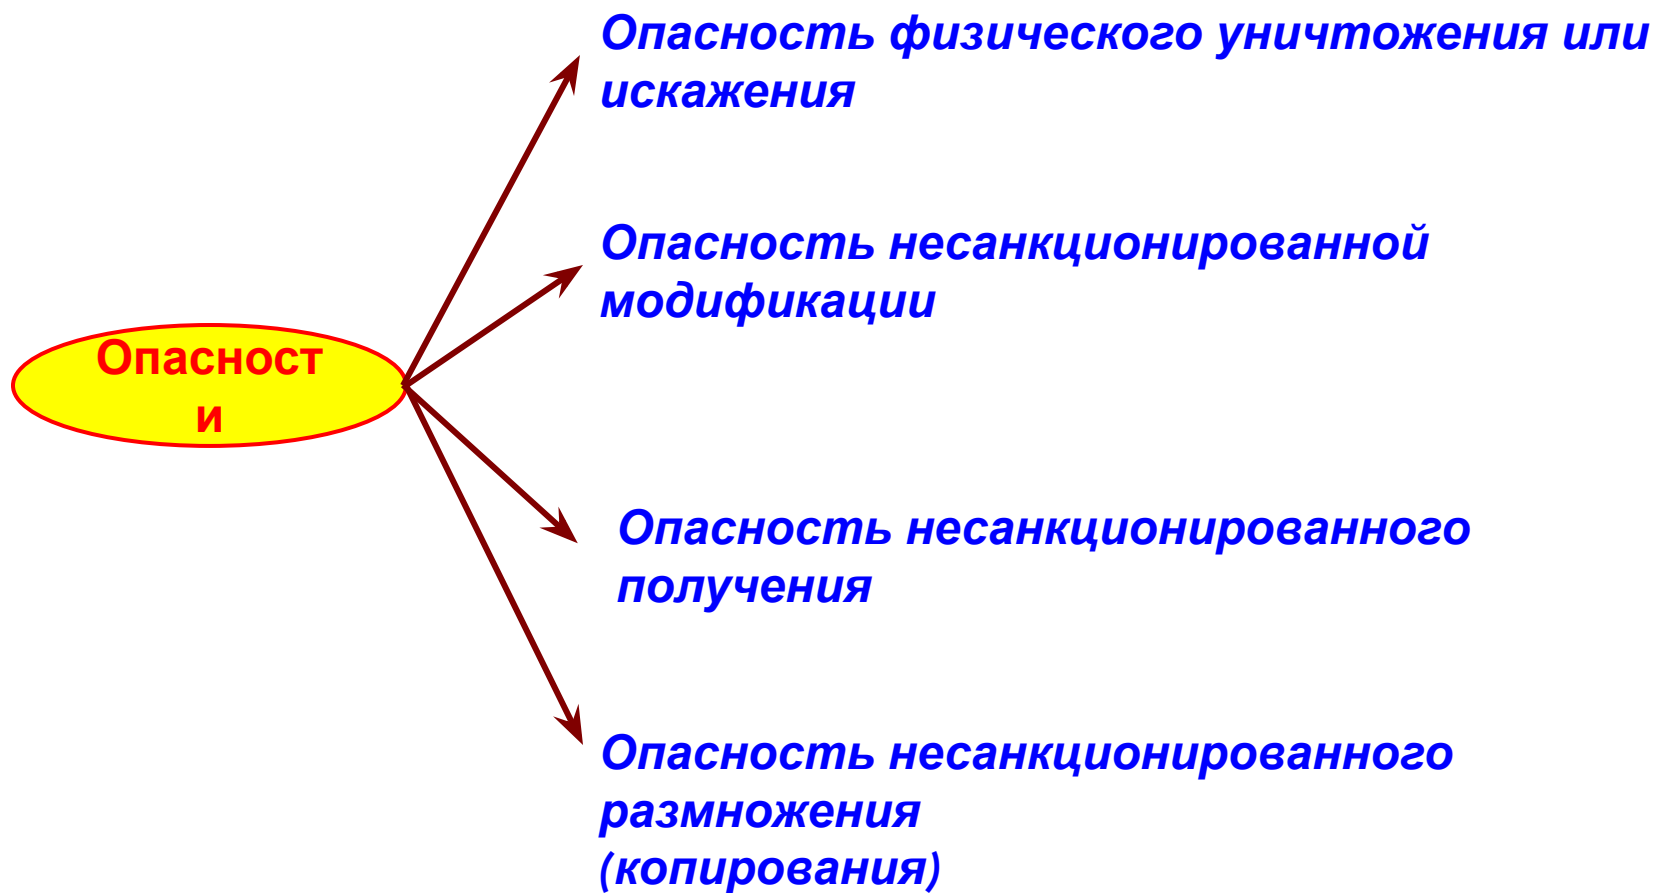 Опасность физического уничтожения или
искажения
Опасность несанкционированной
модификации
Опасност
и
Опасность несанкционированного
получения
Опасность несанкционированного
размножения
(копирования)